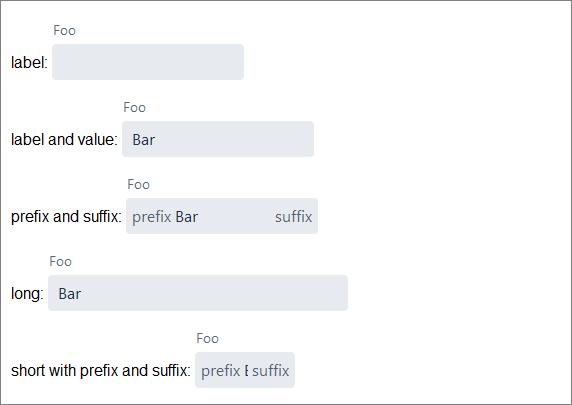 Foo
label:
Foo
label and value: Bar
Foo
prefix and suffix: prefix Bar suffix
Foo
long: Bar
Foo
short with prefix and suffix: prefix suffix